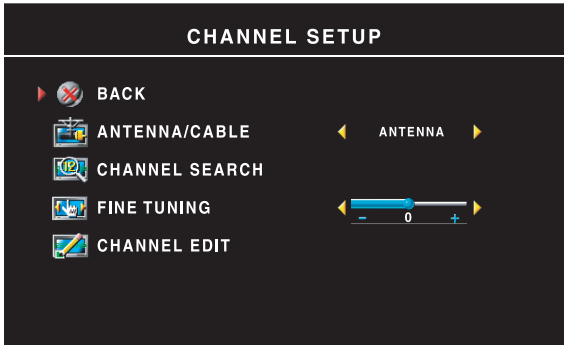 CHANNEL SETUP
BACK
ANTENNA/CABLE ANTENNA
CHANNEL SEARCH
FINE TUNING
- 0 +
CHANNEL EDIT